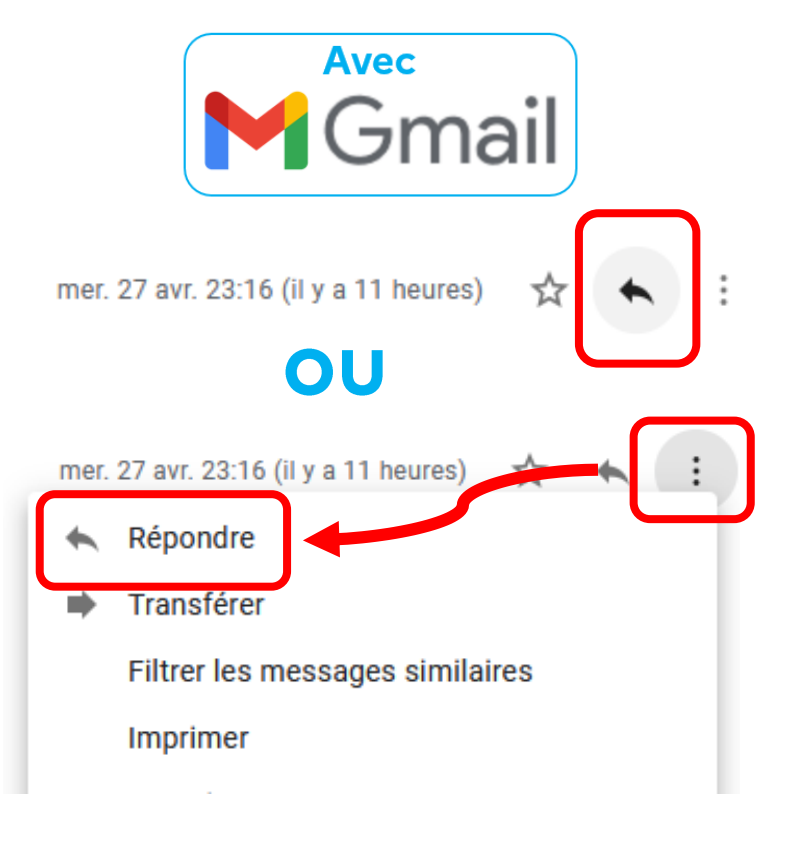 Avec
Gmail
mer. 27 avr. 23:16 (il y a 11 heures)
OU
mer. 27 avr. 23:16 (il y a 11 heures)
Répondre
Transférer
Filtrer les messages similaires
Imprimer